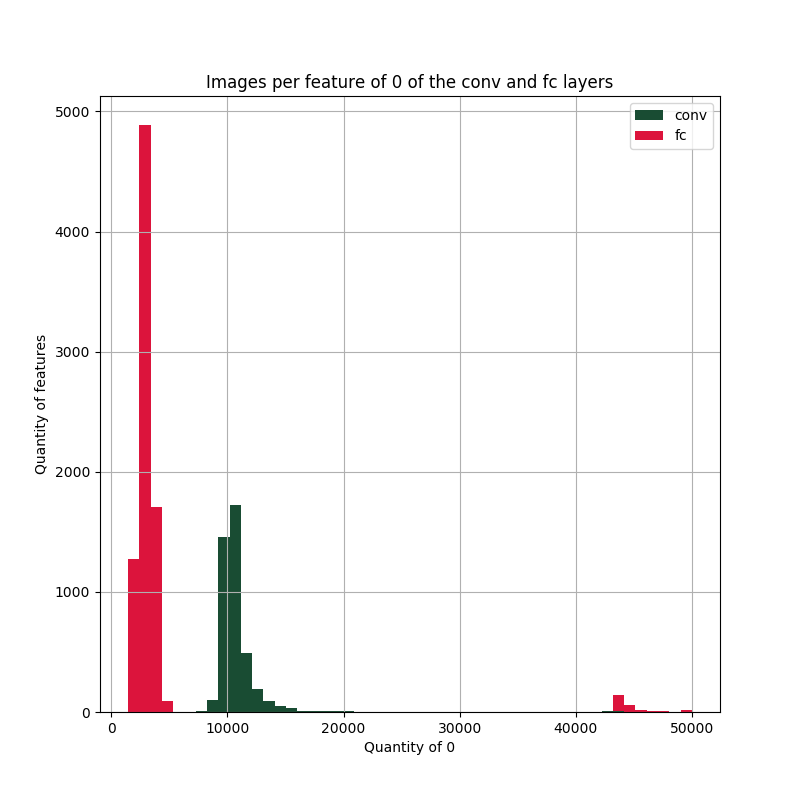 Images per feature of 0 of the conv and fc layers
conv
fc
5000
4000
3000
2000
1000
0
Quantity of features
0
10000
20000
30000
40000
50000
Quantity of 0